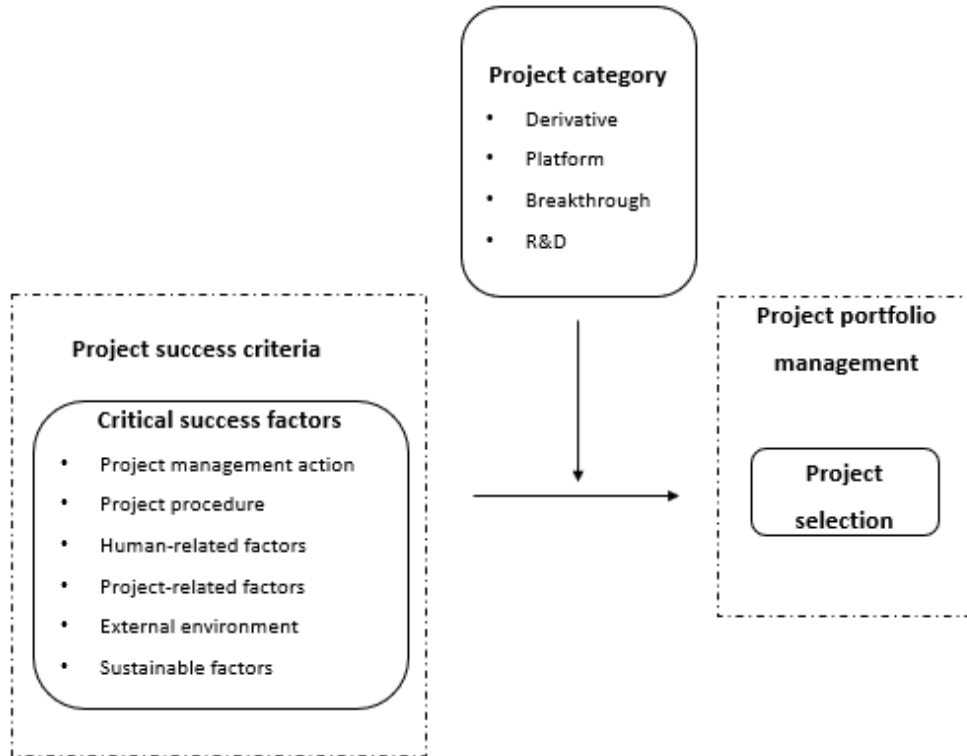 Project category
• Derivative
• Platform
• Breakthrough
• R&D
Project success criteria
Critical success factors
• Project management action
• Project procedure
• Human-related factors
• Project-related factors
• External environment
• Sustainable factors
Project portfolio
management
Project
selection